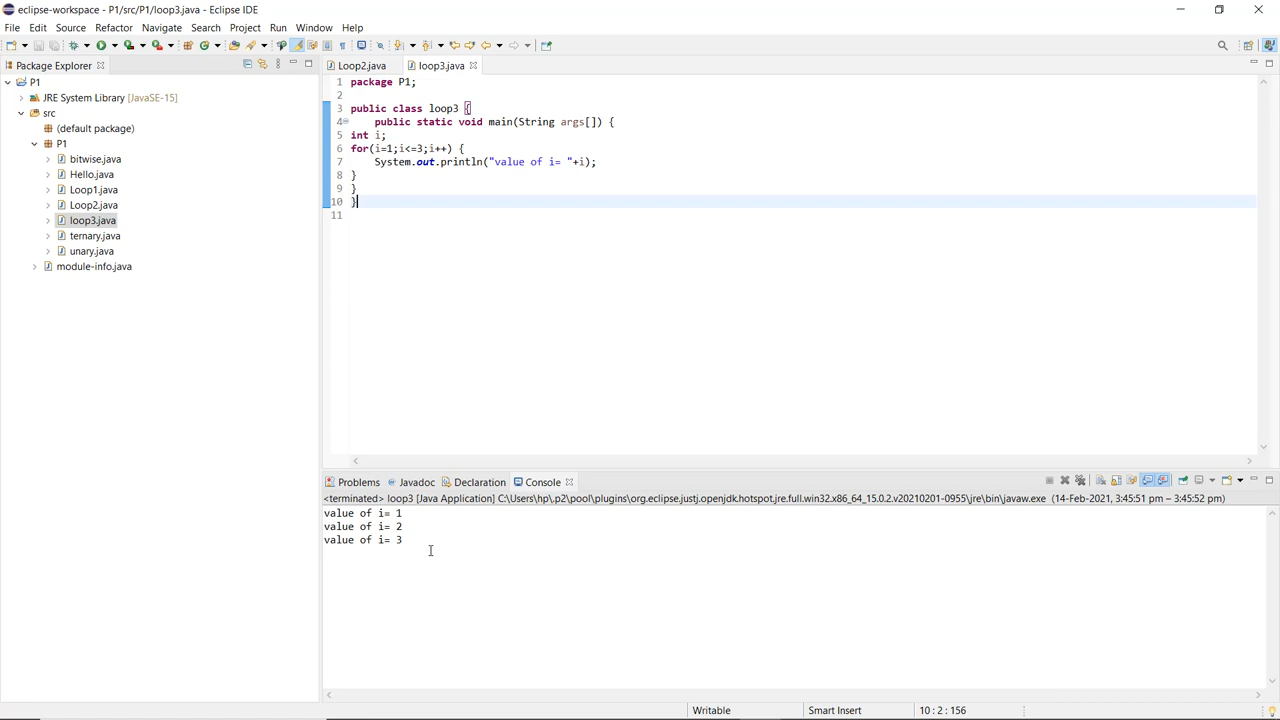 eclipse-workspace - P1/src/P1/loop3.java - Eclipse IDE
File Edit Source Refactor Navigate Search Project Run Window Help
Package Explorer
P1
JRE System Library [JavaSE-15]
src
(default package)
P1
bitwise.java
Hello.java
Loop1.java
Loop2.java
loop3.java
ternary.java
unary.java
module-info.java
Loop2.java loop3.java
1 package P1;
2
3 public class loop3 {
4 public static void main(String args[]) {
5 int i;
6 for(i=1;i<=3;i++) {
7 System.out.println("value of i= "+i);
8 }
9 }
10 }
11
Problems Javadoc Declaration Console
<terminated> loop3 [Java Application] C:\Users\hp\.p2\pool\plugins\org.eclipse.justj.openjdk.hotspot.jre.full.win32.x86_64_15.0.2.v20210201-0955\jre\bin\javaw.exe (14-Feb-2021, 3:45:51 pm – 3:45:52 pm)
value of i= 1
value of i= 2
value of i= 3
Writable Smart Insert 10 : 2 : 156